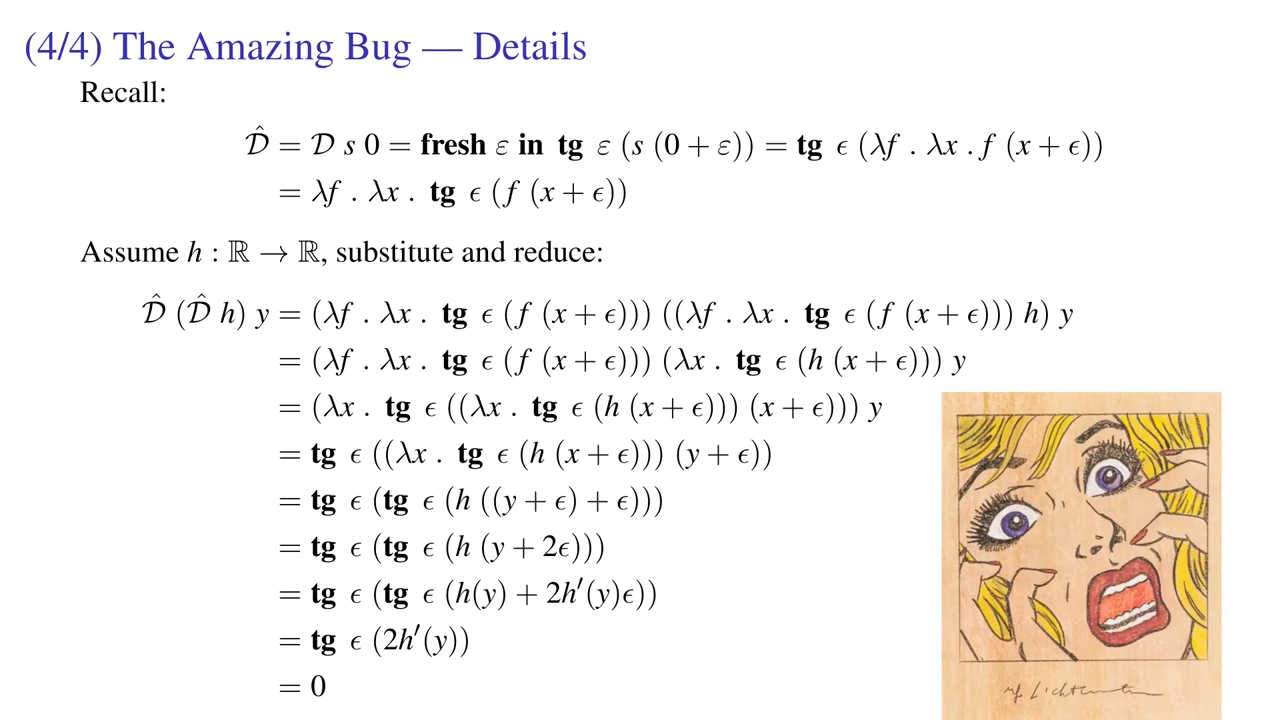 (4/4) The Amazing Bug — Details
Recall:
𝒟̂ = 𝒟 s 0 = fresh ε in tg ε (s (0 + ε)) = tg ϵ (λf . λx . f (x + ϵ))
= λf . λx . tg ϵ (f (x + ϵ))
Assume h : ℝ → ℝ, substitute and reduce:
𝒟̂ (𝒟̂ h) y = (λf . λx . tg ϵ (f (x + ϵ))) ((λf . λx . tg ϵ (f (x + ϵ))) h) y
= (λf . λx . tg ϵ (f (x + ϵ))) (λx . tg ϵ (h (x + ϵ))) y
= (λx . tg ϵ ((λx . tg ϵ (h (x + ϵ))) (x + ϵ))) y
= tg ϵ ((λx . tg ϵ (h (x + ϵ))) (y + ϵ))
= tg ϵ (tg ϵ (h ((y + ϵ) + ϵ)))
= tg ϵ (tg ϵ (h (y + 2ϵ)))
= tg ϵ (tg ϵ (h(y) + 2h′(y)ϵ))
= tg ϵ (2h′(y))
= 0